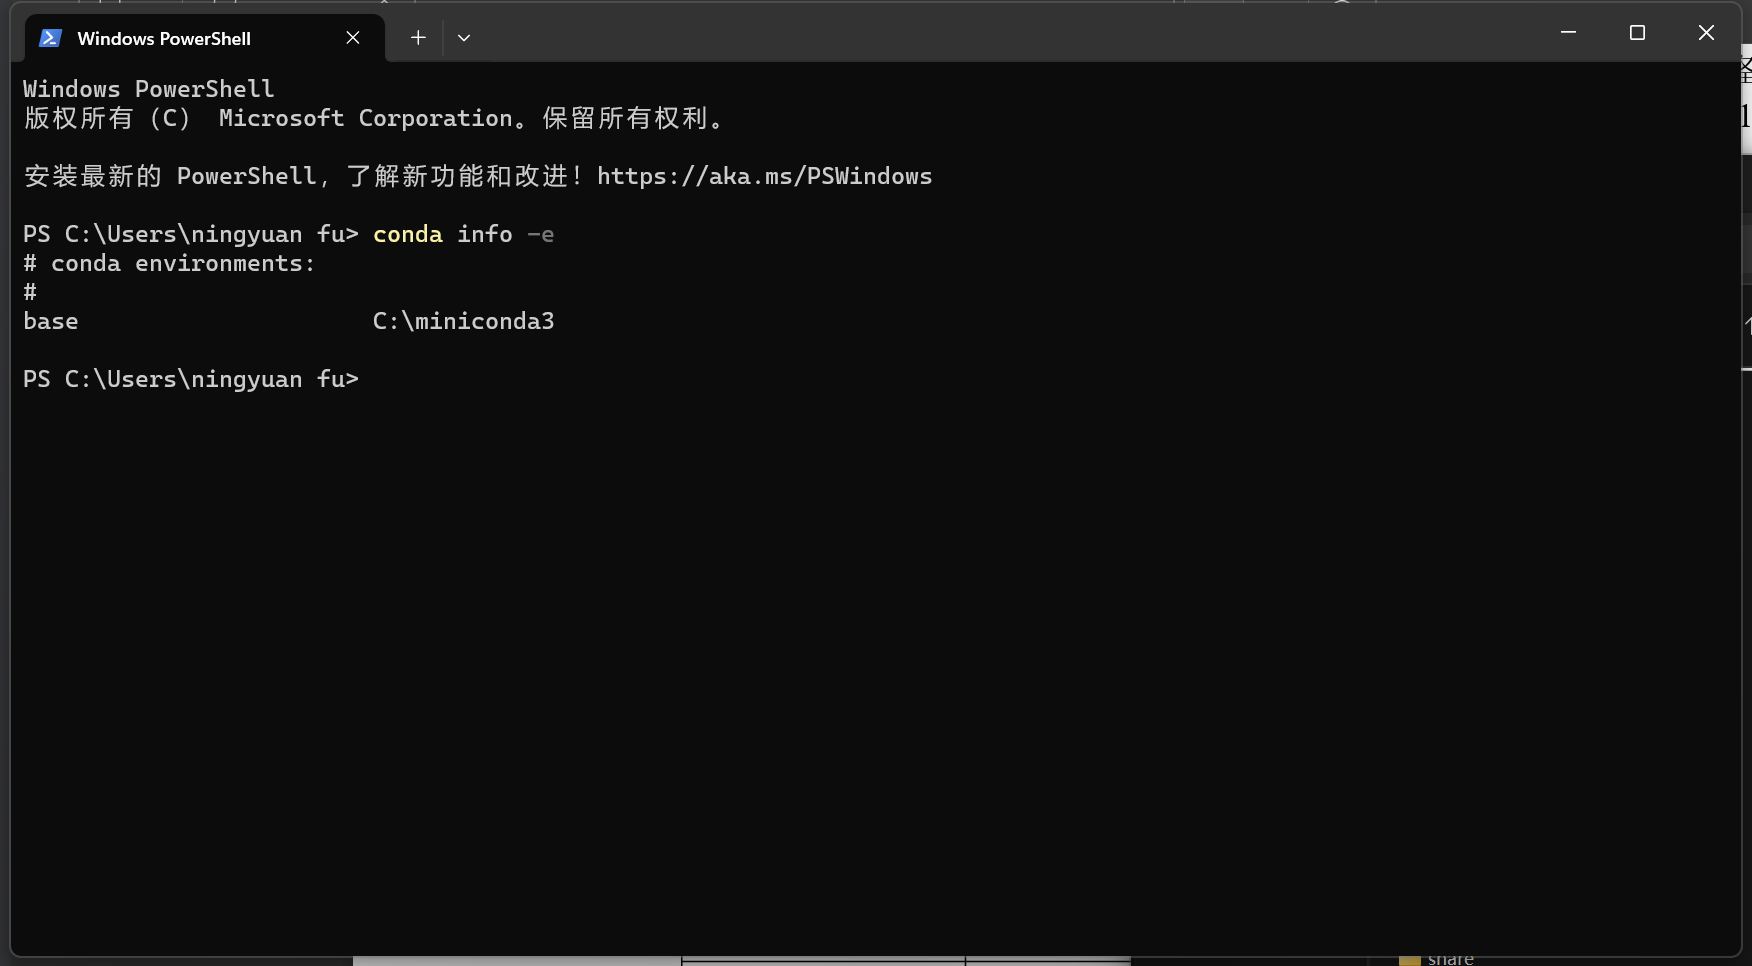 Windows PowerShell
Windows PowerShell
版权所有 (C) Microsoft Corporation。保留所有权利。
安装最新的 PowerShell,了解新功能和改进!https://aka.ms/PSWindows
PS C:\Users\ningyuan fu> conda info -e
# conda environments:
#
base C:\miniconda3
PS C:\Users\ningyuan fu>
share